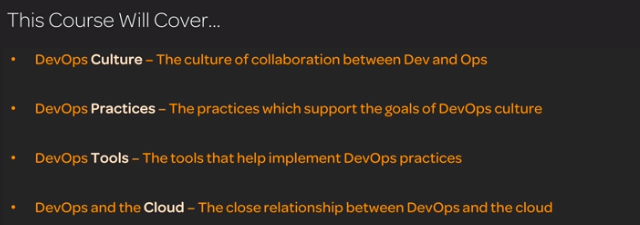 This Course Will Cover...
• DevOps Culture – The culture of collaboration between Dev and Ops
• DevOps Practices – The practices which support the goals of DevOps culture
• DevOps Tools – The tools that help implement DevOps practices
• DevOps and the Cloud – The close relationship between DevOps and the cloud